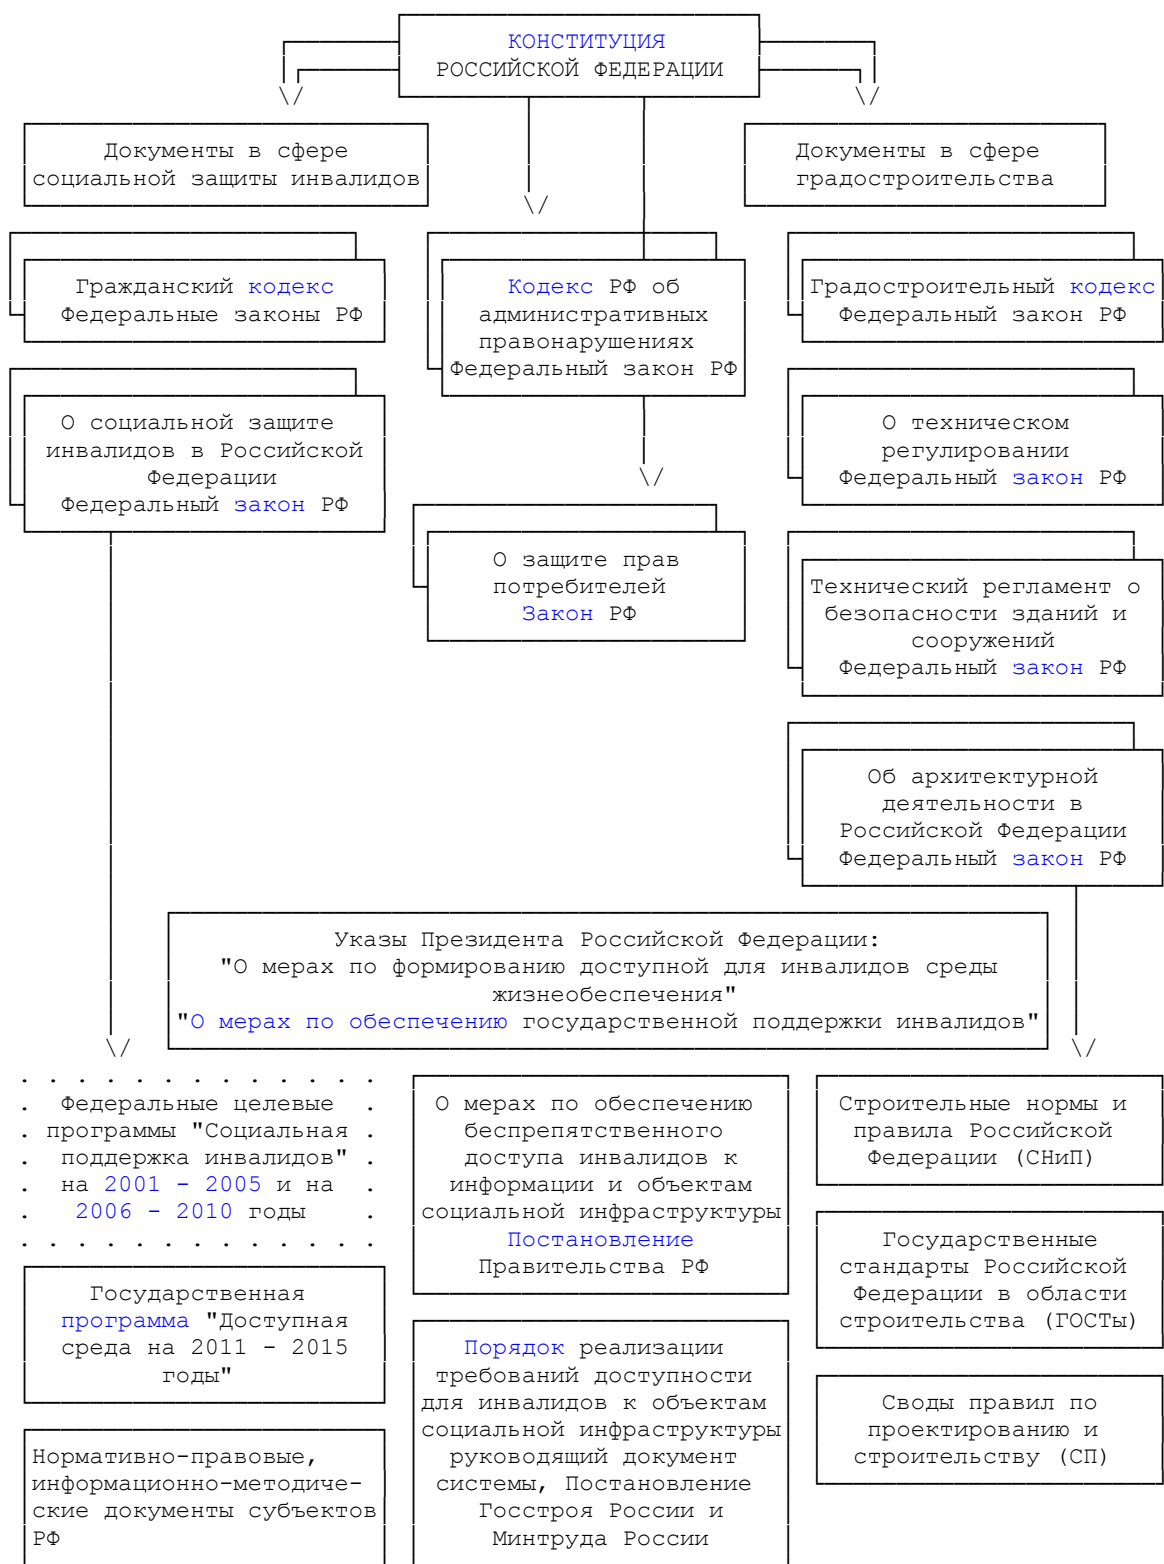 КОНСТИТУЦИЯ
РОССИЙСКОЙ ФЕДЕРАЦИИ
Документы в сфере
социальной защиты инвалидов
Документы в сфере
градостроительства
Гражданский кодекс
Федеральные законы РФ
О социальной защите
инвалидов в Российской
Федерации
Федеральный закон РФ
Кодекс РФ об
административных
правонарушениях
Федеральный закон РФ
О защите прав
потребителей
Закон РФ
Градостроительный кодекс
Федеральный закон РФ
О техническом
регулировании
Федеральный закон РФ
Технический регламент о
безопасности зданий и
сооружений
Федеральный закон РФ
Об архитектурной
деятельности в
Российской Федерации
Федеральный закон РФ
Указы Президента Российской Федерации:
"О мерах по формированию доступной для инвалидов среды
жизнеобеспечения"
"О мерах по обеспечению государственной поддержки инвалидов"
Федеральные целевые
программы "Социальная
поддержка инвалидов"
на 2001 - 2005 и на
2006 - 2010 годы
Государственная
программа "Доступная
среда на 2011 - 2015
годы"
Нормативно-правовые,
информационно-методиче-
ские документы субъектов
РФ
О мерах по обеспечению
беспрепятственного
доступа инвалидов к
информации и объектам
социальной инфраструктуры
Постановление
Правительства РФ
Порядок реализации
требований доступности
для инвалидов к объектам
социальной инфраструктуры
руководящий документ
системы, Постановление
Госстроя России и
Минтруда России
Строительные нормы и
правила Российской
Федерации (СНиП)
Государственные
стандарты Российской
Федерации в области
строительства (ГОСТы)
Своды правил по
проектированию и
строительству (СП)